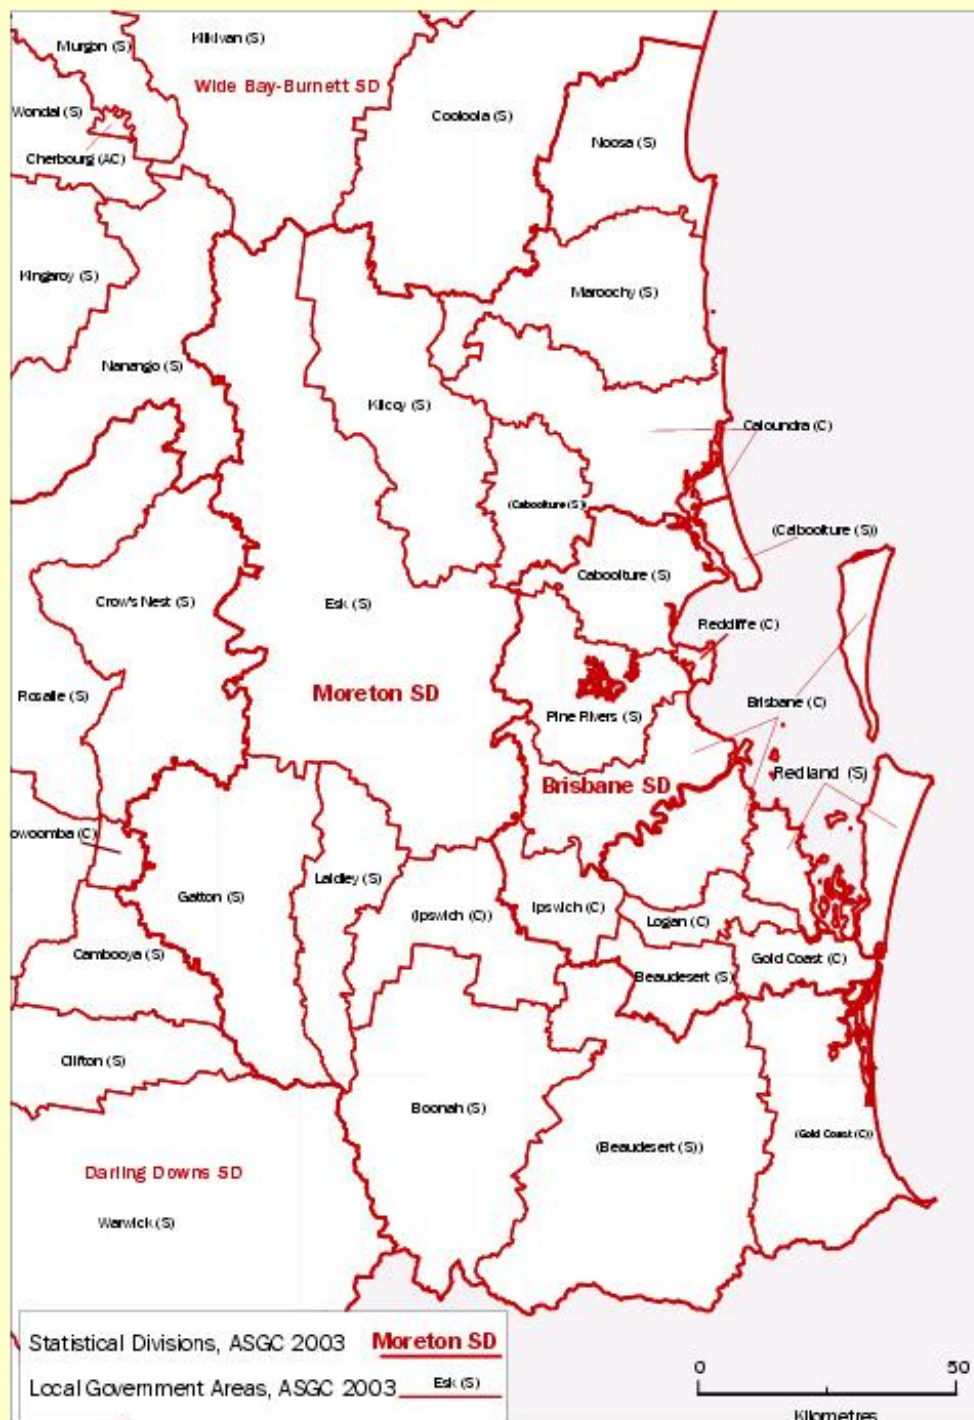 Murgon (S)
Kilkivan (S)
Wide Bay-Burnett SD
Wondai (S)
Cooloola (S)
Noosa (S)
Cherbourg (AC)
Kingaroy (S)
Maroochy (S)
Nanango (S)
Kilcoy (S)
Caloundra (C)
(Caboolture (S))
(Calboolture (S))
Caboolture (S)
Crow's Nest (S)
Esk (S)
Redcliffe (C)
Rosalie (S)
Moreton SD
Pine Rivers (S)
Brisbane (C)
Brisbane SD
Redland (S)
owoomba (C)
Gatton (S)
Laidley (S)
(Ipswich (C))
Ipswich (C)
Logan (C)
Cambooya (S)
Gold Coast (C)
Beaudesert (S)
Clifton (S)
Boonah (S)
(Gold Coast (C))
(Beaudesert (S))
Darling Downs SD
Warwick (S)
Statistical Divisions, ASGC 2003 Moreton SD
Local Government Areas, ASGC 2003 Esk (S)
0 50
Kilometres